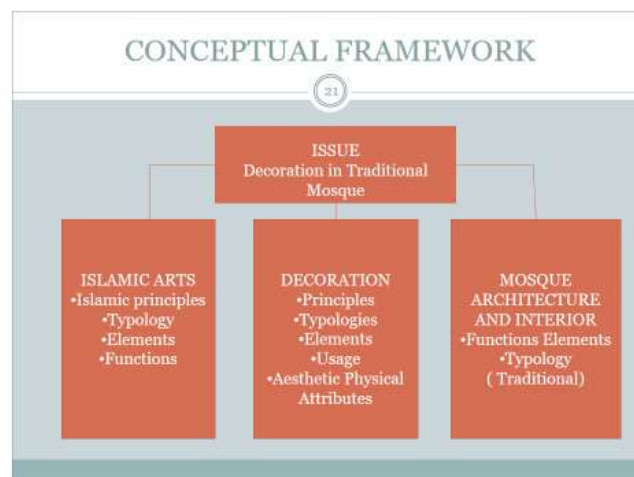 CONCEPTUAL FRAMEWORK
21
ISSUE
Decoration in Traditional
Mosque
ISLAMIC ARTS
•Islamic principles
•Typology
•Elements
•Functions
DECORATION
•Principles
•Typologies
•Elements
•Usage
•Aesthetic Physical
Attributes
MOSQUE
ARCHITECTURE
AND INTERIOR
•Functions Elements
•Typology
( Traditional)